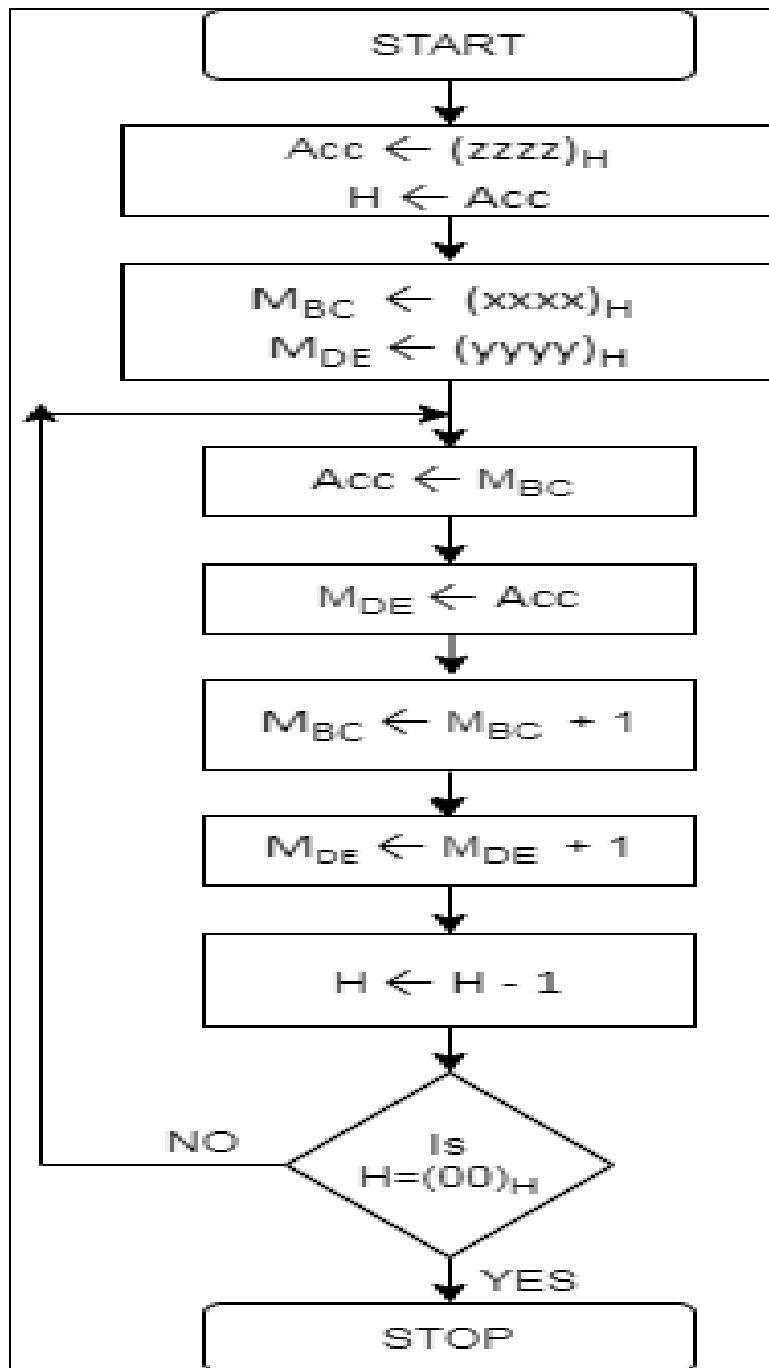 START
Acc ← (zzzz)H
H ← Acc
MBC ← (xxxx)H
MDE ← (yyyy)H
Acc ← MBC
MDE ← Acc
MBC ← MBC + 1
MDE ← MDE + 1
H ← H - 1
Is
H=(00)H
NO
YES
STOP